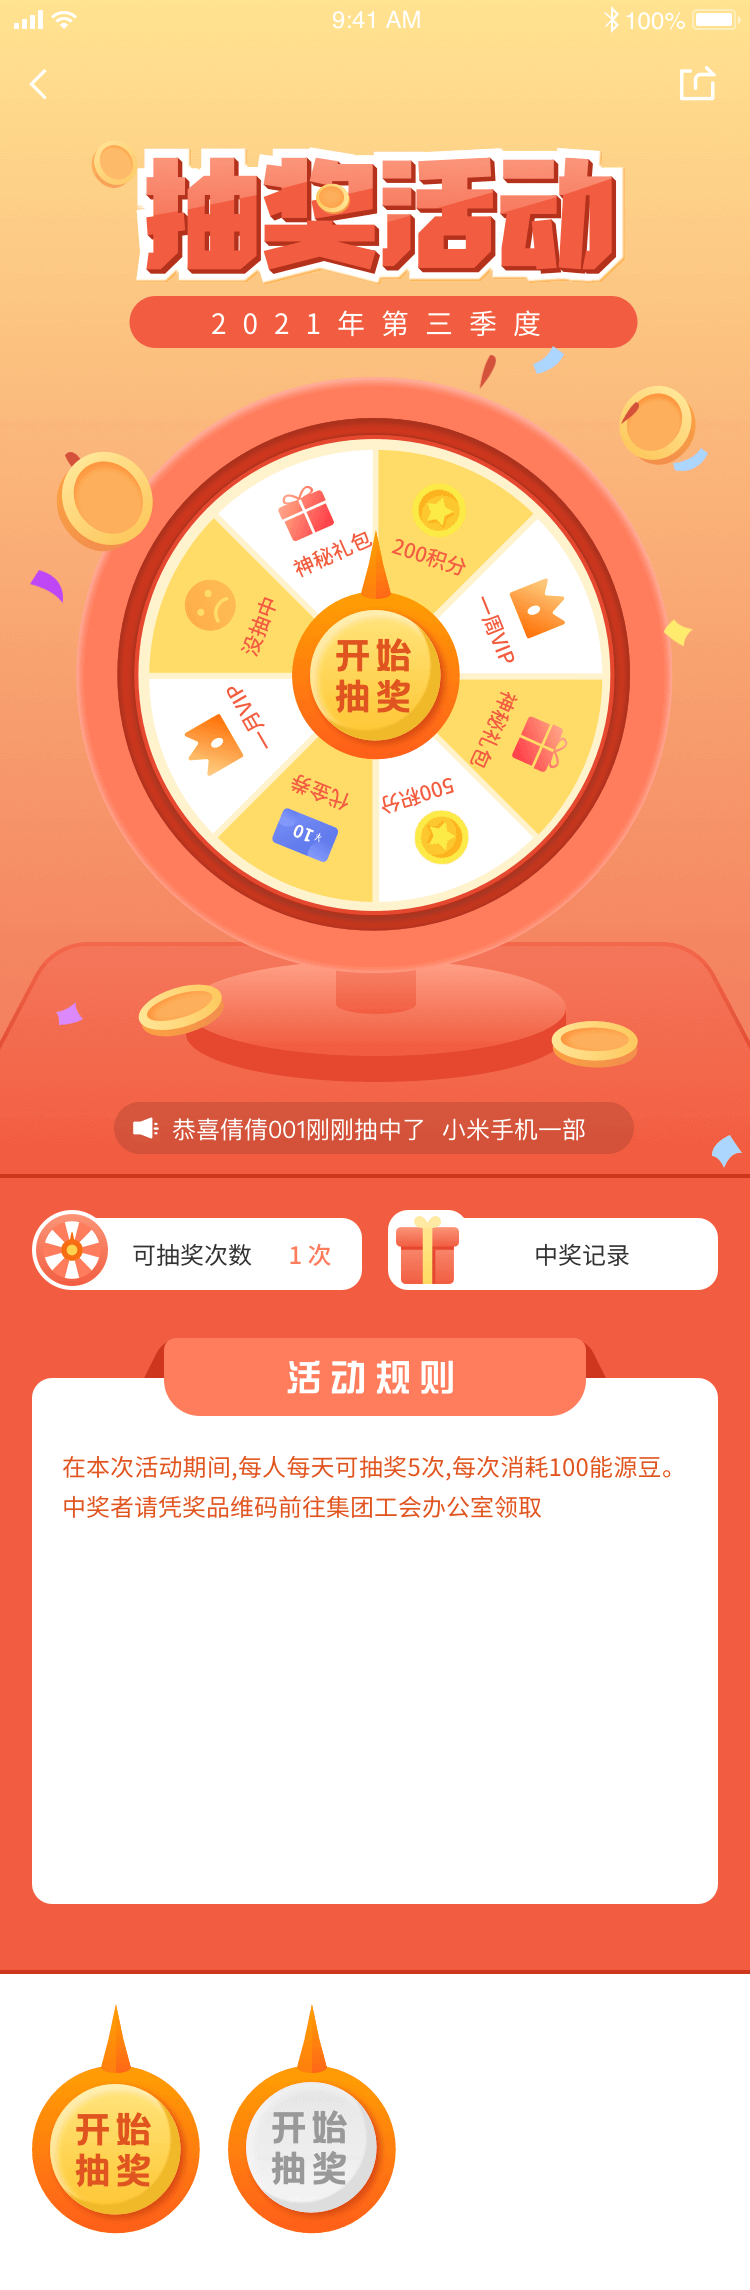 9:41 AM
100%
抽奖活动
2021年第三季度
神秘礼包
200积分
没抽中
一周VIP
开始
抽奖
一月VIP
神秘礼包
代金券
500积分
10
恭喜倩倩001刚刚抽中了 小米手机一部
可抽奖次数 1 次
中奖记录
活动规则
在本次活动期间,每人每天可抽奖5次,每次消耗100能源豆。
中奖者请凭奖品维码前往集团工会办公室领取
开始
抽奖
开始
抽奖